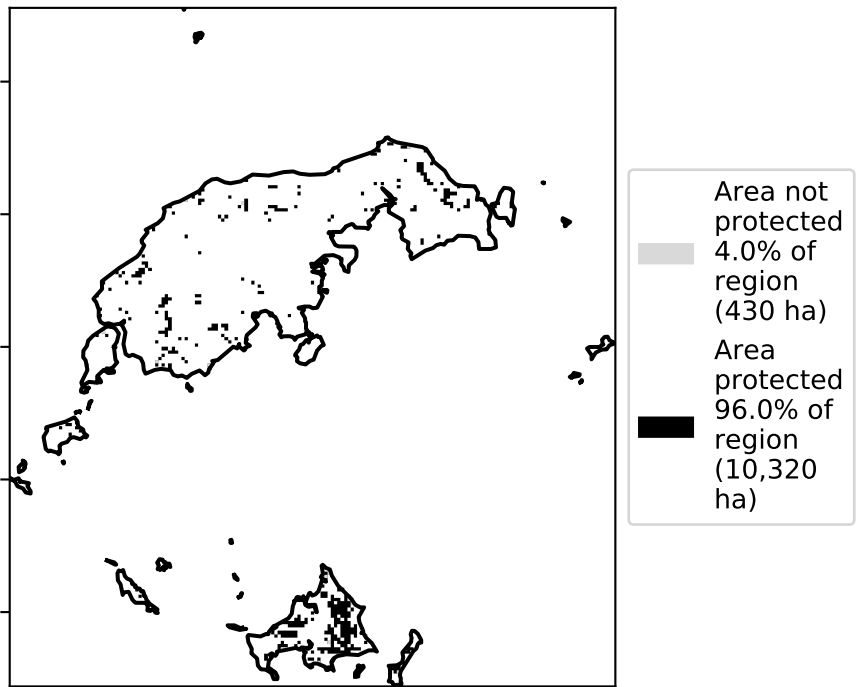 Area not
protected
4.0% of
region
(430 ha)
Area
protected
96.0% of
region
(10,320
ha)